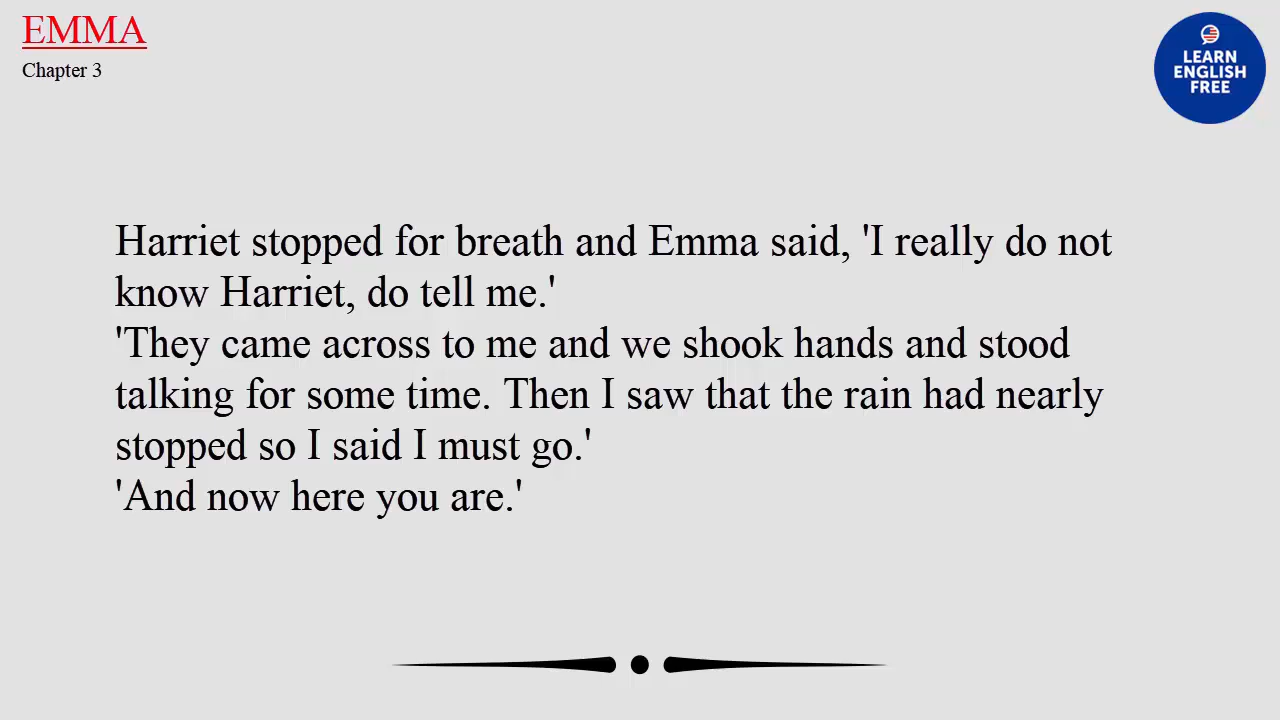 EMMA
Chapter 3
LEARN
ENGLISH
FREE
Harriet stopped for breath and Emma said, 'I really do not
know Harriet, do tell me.'
'They came across to me and we shook hands and stood
talking for some time. Then I saw that the rain had nearly
stopped so I said I must go.'
'And now here you are.'